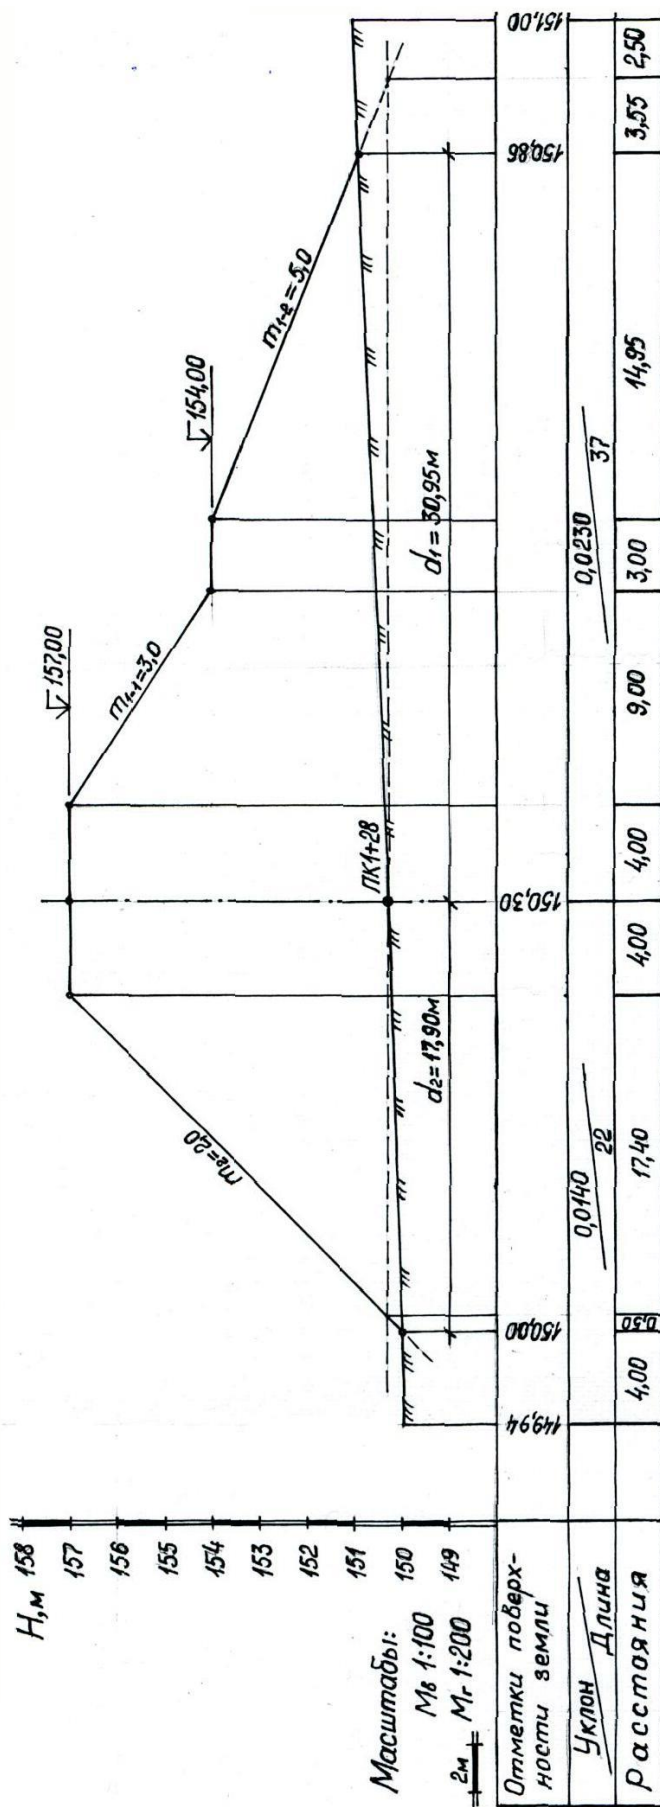 Н,м
158
157
156
155
154
153
152
151
150
149
Масштабы:
Мв 1:100
Мг 1:200
2м
157,00
154,00
m₂=2,0
m₁₋₁=3,0
m₁₋₂=5,0
ПК1+28
d₂=17,90м
d₁=30,95м
Отметки поверх-
ности земли
149,94 150,00 150,30 150,86 151,00
Уклон Длина
0,0140 22 0,0230 37
Расстояния
4,00 0,50 17,40 4,00 4,00 9,00 3,00 14,95 3,55 2,50